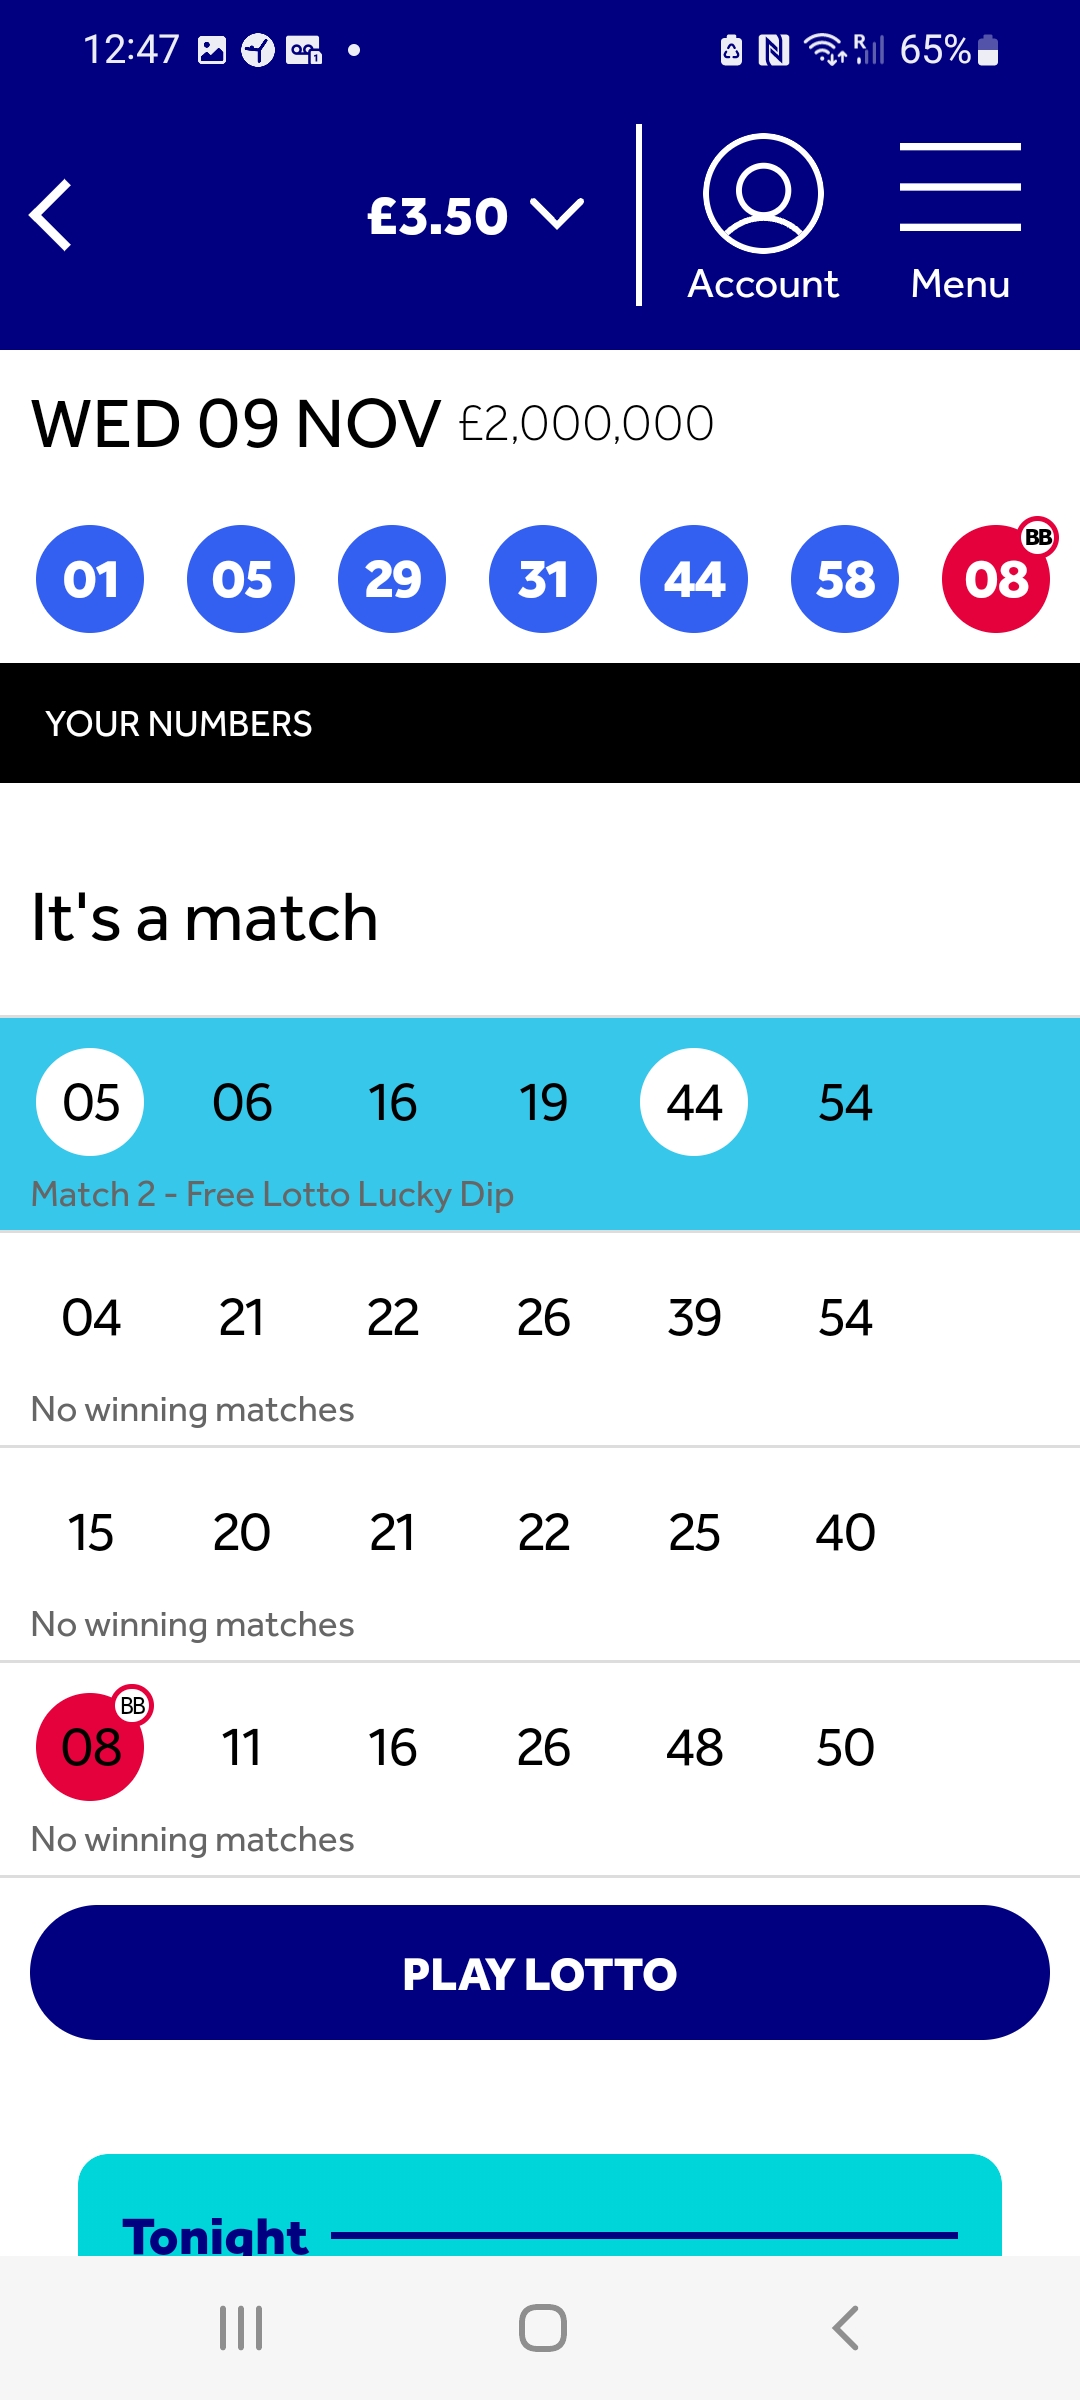 12:47 65%
£3.50
Account Menu
WED 09 NOV £2,000,000
BB
01 05 29 31 44 58 08
YOUR NUMBERS
It's a match
05 06 16 19 44 54
Match 2 - Free Lotto Lucky Dip
04 21 22 26 39 54
No winning matches
15 20 21 22 25 40
No winning matches
BB
08 11 16 26 48 50
No winning matches
PLAY LOTTO
Tonight